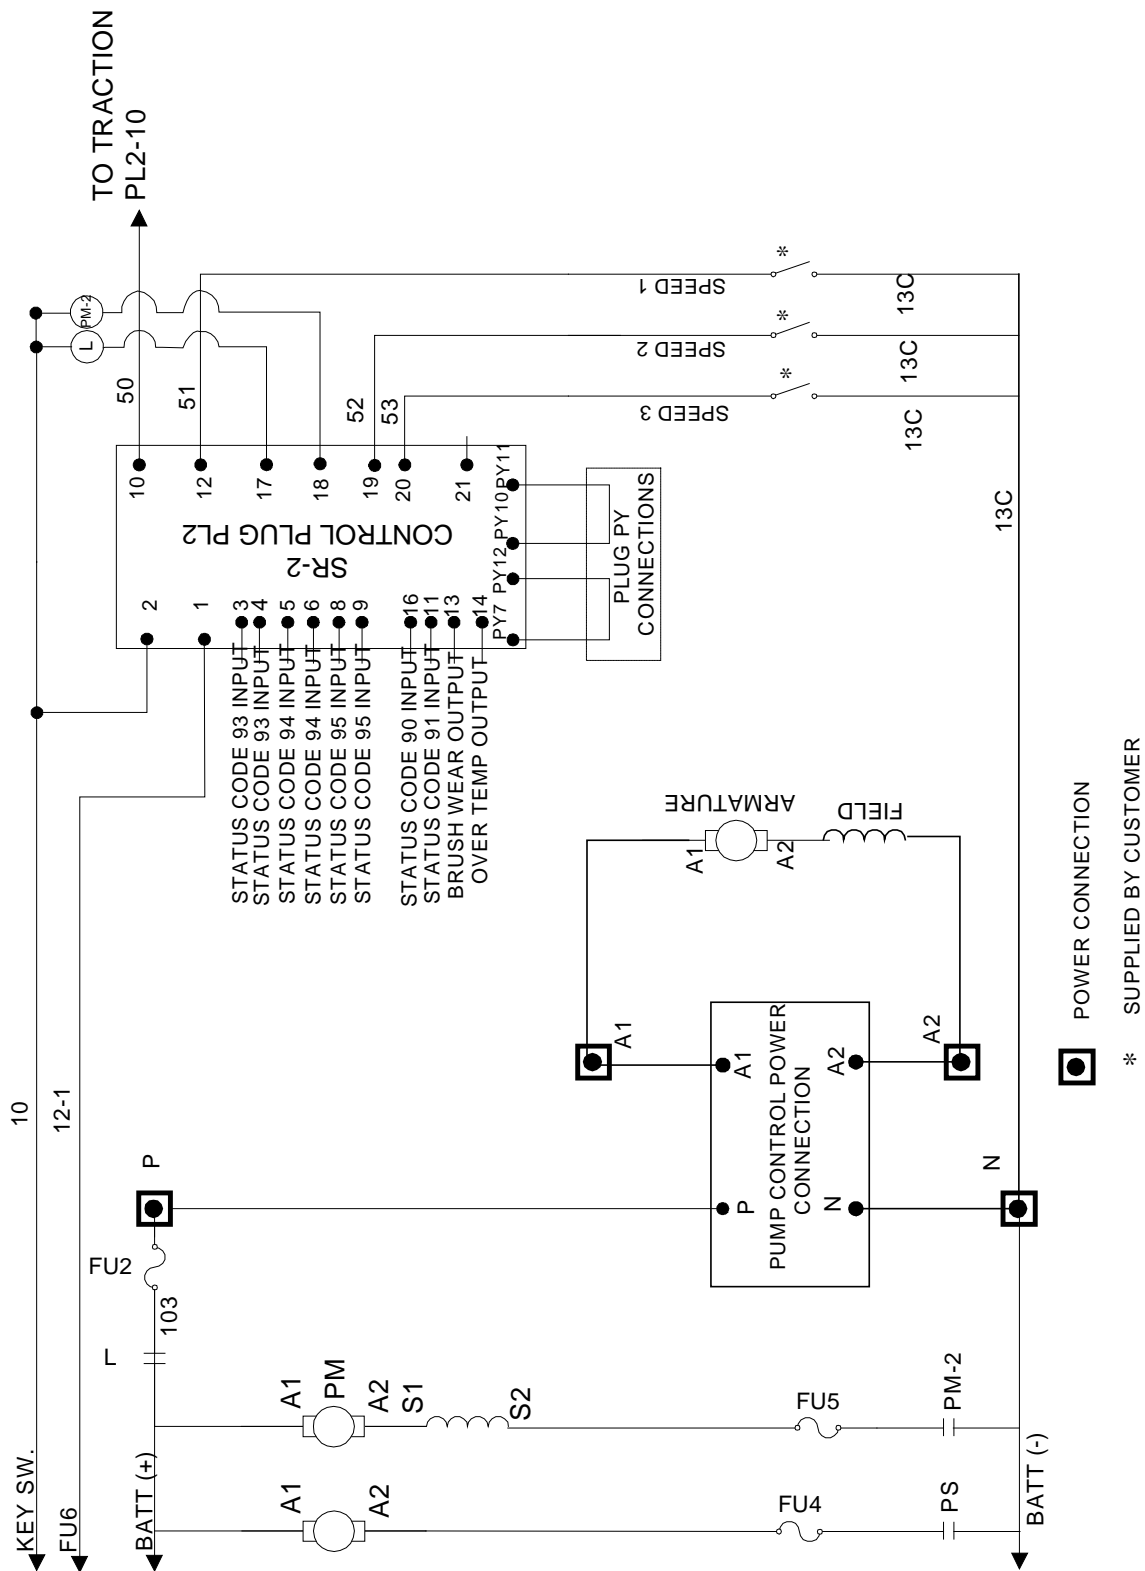 TO TRACTION
PL2-10
PM-2
L
50
51
52
53
10
12
17
18
19
20
21
CONTROL PLUG PL2
SR-2
2
1
3
4
5
6
8
9
16
11
13
14
STATUS CODE 93 INPUT
STATUS CODE 93 INPUT
STATUS CODE 94 INPUT
STATUS CODE 94 INPUT
STATUS CODE 95 INPUT
STATUS CODE 95 INPUT
STATUS CODE 90 INPUT
STATUS CODE 91 INPUT
BRUSH WEAR OUTPUT
OVER TEMP OUTPUT
PY7
PY12
PY10
PY11
PLUG PY
CONNECTIONS
SPEED 1
*
13C
SPEED 2
*
13C
SPEED 3
*
13C
13C
ARMATURE
FIELD
A1
A2
A1
A2
A1
A2
P
N
PUMP CONTROL POWER
CONNECTION
10
12-1
P
N
FU2
103
L
A1
PM
A2
S1
S2
FU5
PM-2
A1
A2
FU4
PS
KEY SW.
FU6
BATT (+)
BATT (-)
POWER CONNECTION
* SUPPLIED BY CUSTOMER